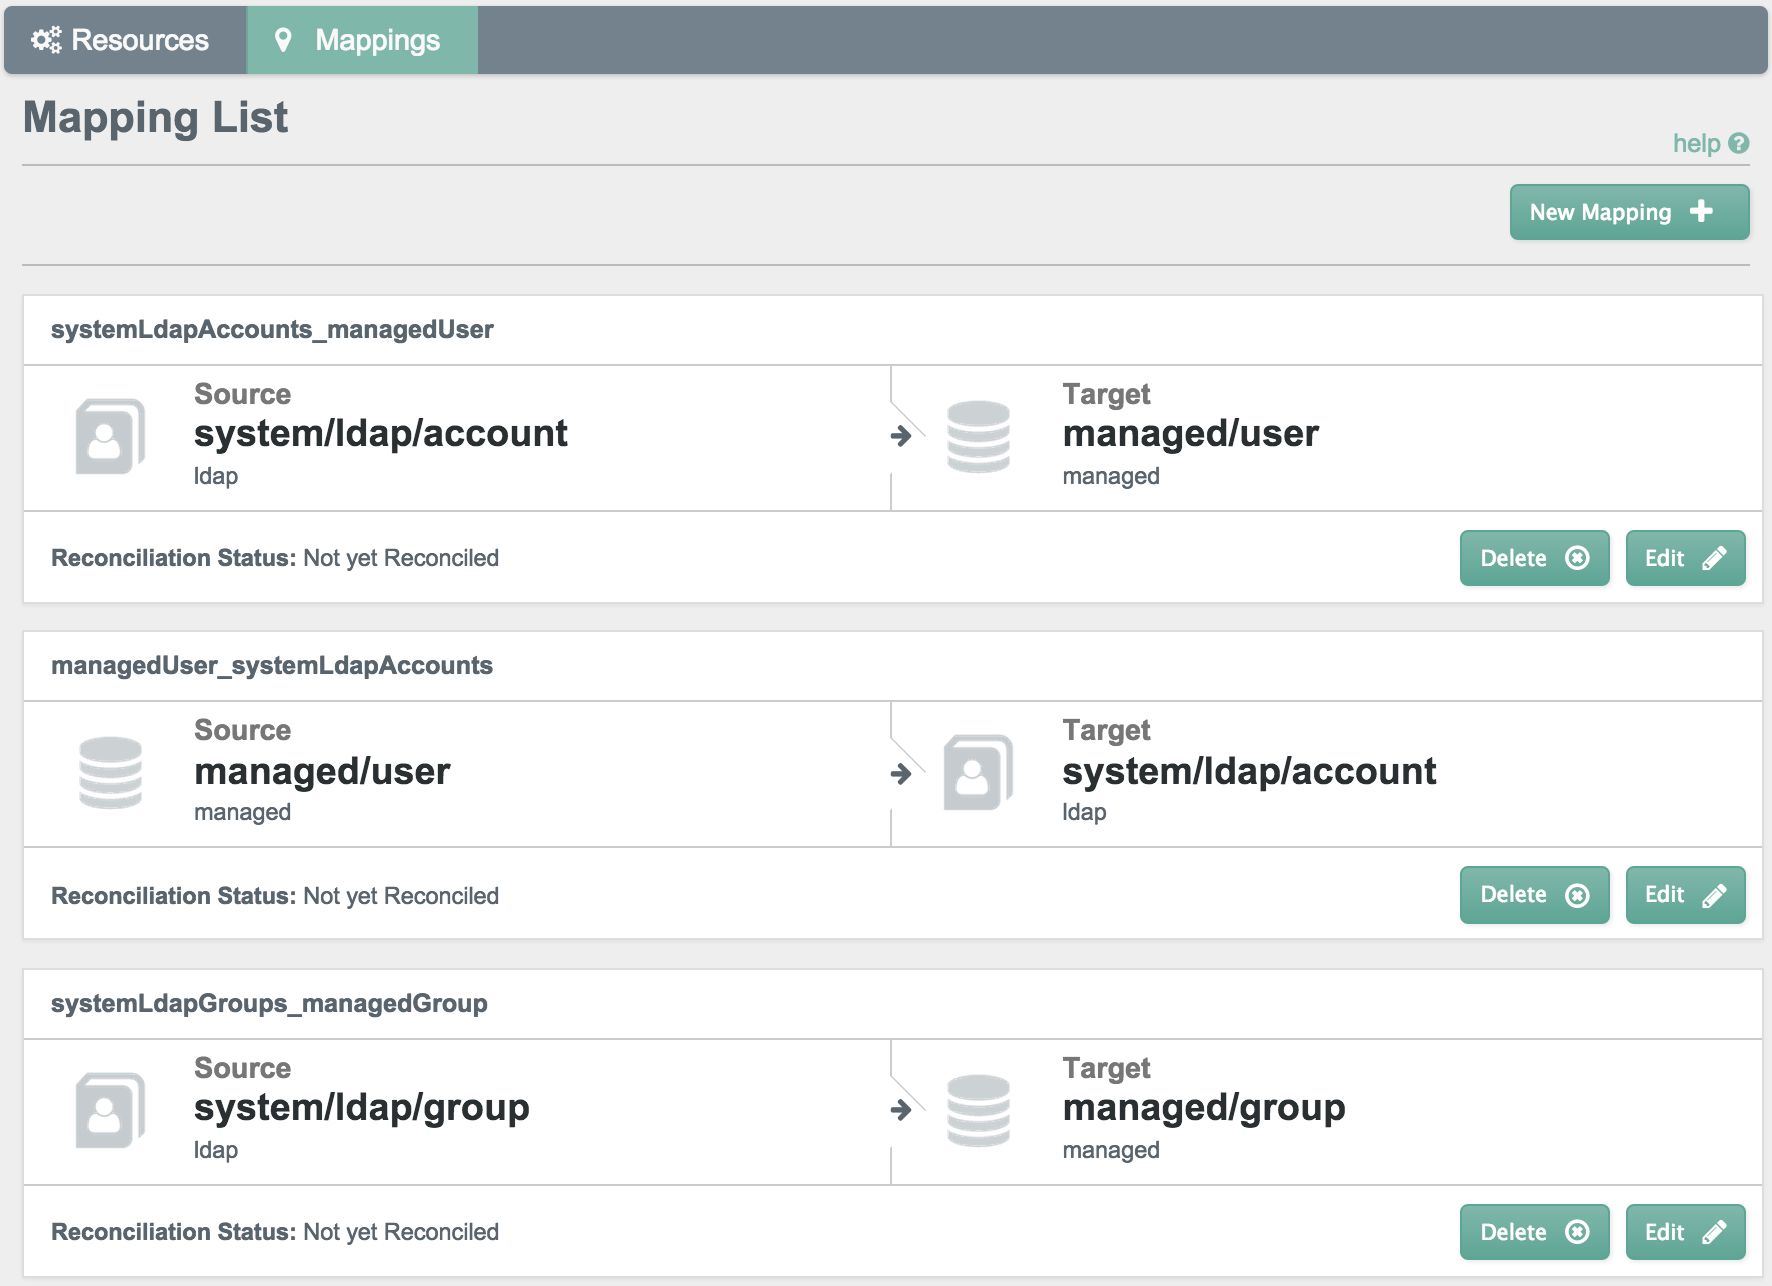 Resources Mappings
Mapping List
help
New Mapping
systemLdapAccounts_managedUser
Source
system/ldap/account
ldap
Target
managed/user
managed
Reconciliation Status: Not yet Reconciled
Delete Edit
managedUser_systemLdapAccounts
Source
managed/user
managed
Target
system/ldap/account
ldap
Reconciliation Status: Not yet Reconciled
Delete Edit
systemLdapGroups_managedGroup
Source
system/ldap/group
ldap
Target
managed/group
managed
Reconciliation Status: Not yet Reconciled
Delete Edit